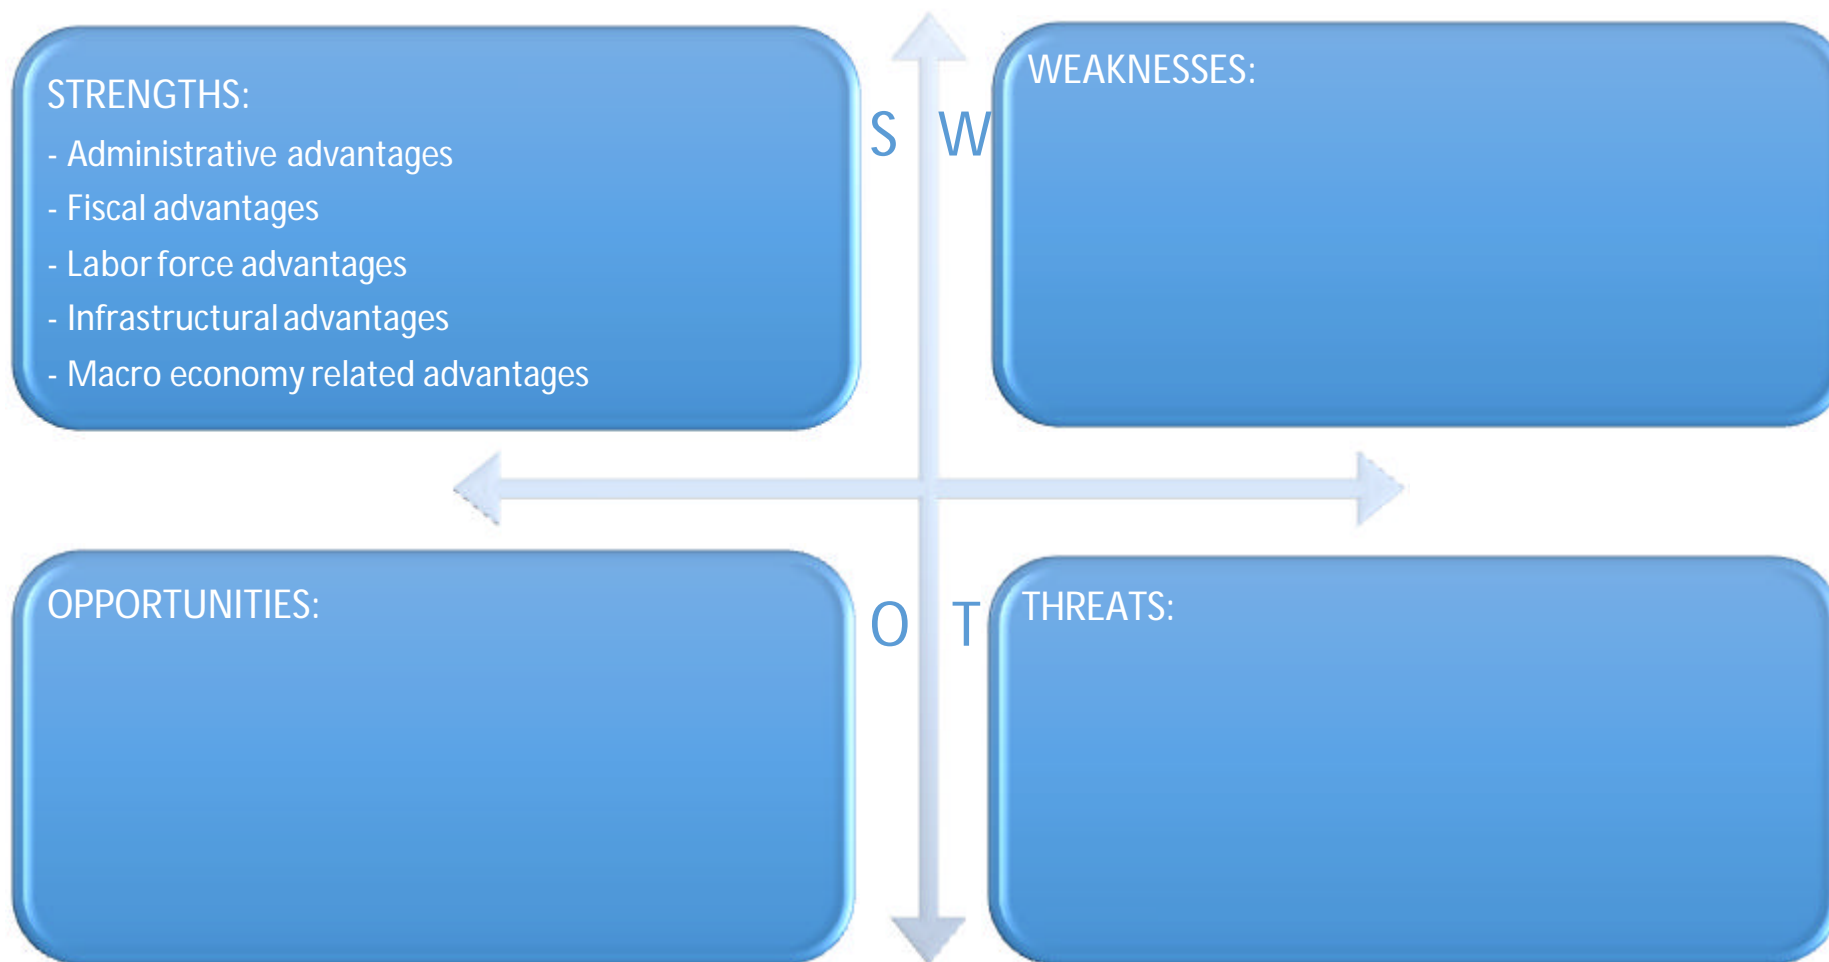 STRENGTHS:
- Administrative advantages
- Fiscal advantages
- Labor force advantages
- Infrastructural advantages
- Macro economy related advantages
S W
WEAKNESSES:
OPPORTUNITIES:
O T
THREATS: